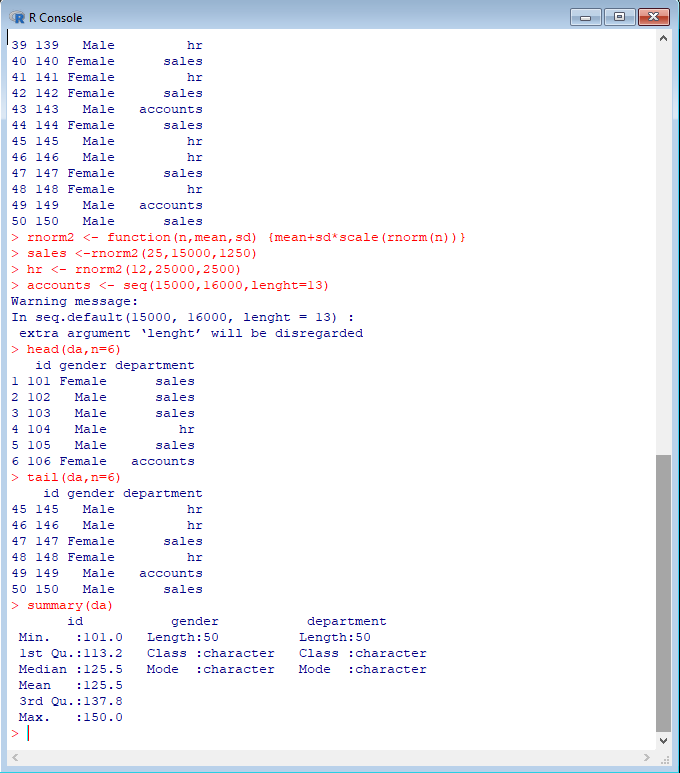 R Console
39 139   Male         hr
40 140 Female      sales
41 141 Female         hr
42 142 Female      sales
43 143   Male   accounts
44 144 Female      sales
45 145   Male         hr
46 146   Male         hr
47 147 Female      sales
48 148 Female         hr
49 149   Male   accounts
50 150   Male      sales
> rnorm2 <- function(n,mean,sd) {mean+sd*scale(rnorm(n))}
> sales <-rnorm2(25,15000,1250)
> hr <- rnorm2(12,25000,2500)
> accounts <- seq(15000,16000,lenght=13)
Warning message:
In seq.default(15000, 16000, lenght = 13) :
 extra argument ‘lenght’ will be disregarded
> head(da,n=6)
   id gender department
1 101 Female      sales
2 102   Male      sales
3 103   Male      sales
4 104   Male         hr
5 105   Male      sales
6 106 Female   accounts
> tail(da,n=6)
    id gender department
45 145   Male         hr
46 146   Male         hr
47 147 Female      sales
48 148 Female         hr
49 149   Male   accounts
50 150   Male      sales
> summary(da)
       id           gender           department
 Min.   :101.0   Length:50          Length:50
 1st Qu.:113.2   Class :character   Class :character
 Median :125.5   Mode  :character   Mode  :character
 Mean   :125.5
 3rd Qu.:137.8
 Max.   :150.0
>